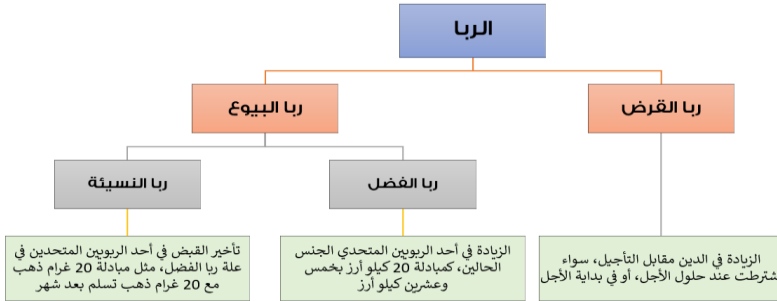 الربا
ربا القرض
ربا البيوع
ربا الفضل
ربا النسيئة
الزيادة في الدين مقابل التأجيل، سواء
شترطت عند حلول الأجل، أو في بداية الأجل
الزيادة في أحد الربويين المتحدي الجنس
الحالين، كمبادلة 20 كيلو أرز بخمس
وعشرين كيلو أرز
تأخير القبض في أحد الربويين المتحدين في
علة ربا الفضل، مثل مبادلة 20 غرام ذهب
مع 20 غرام ذهب تسلم بعد شهر